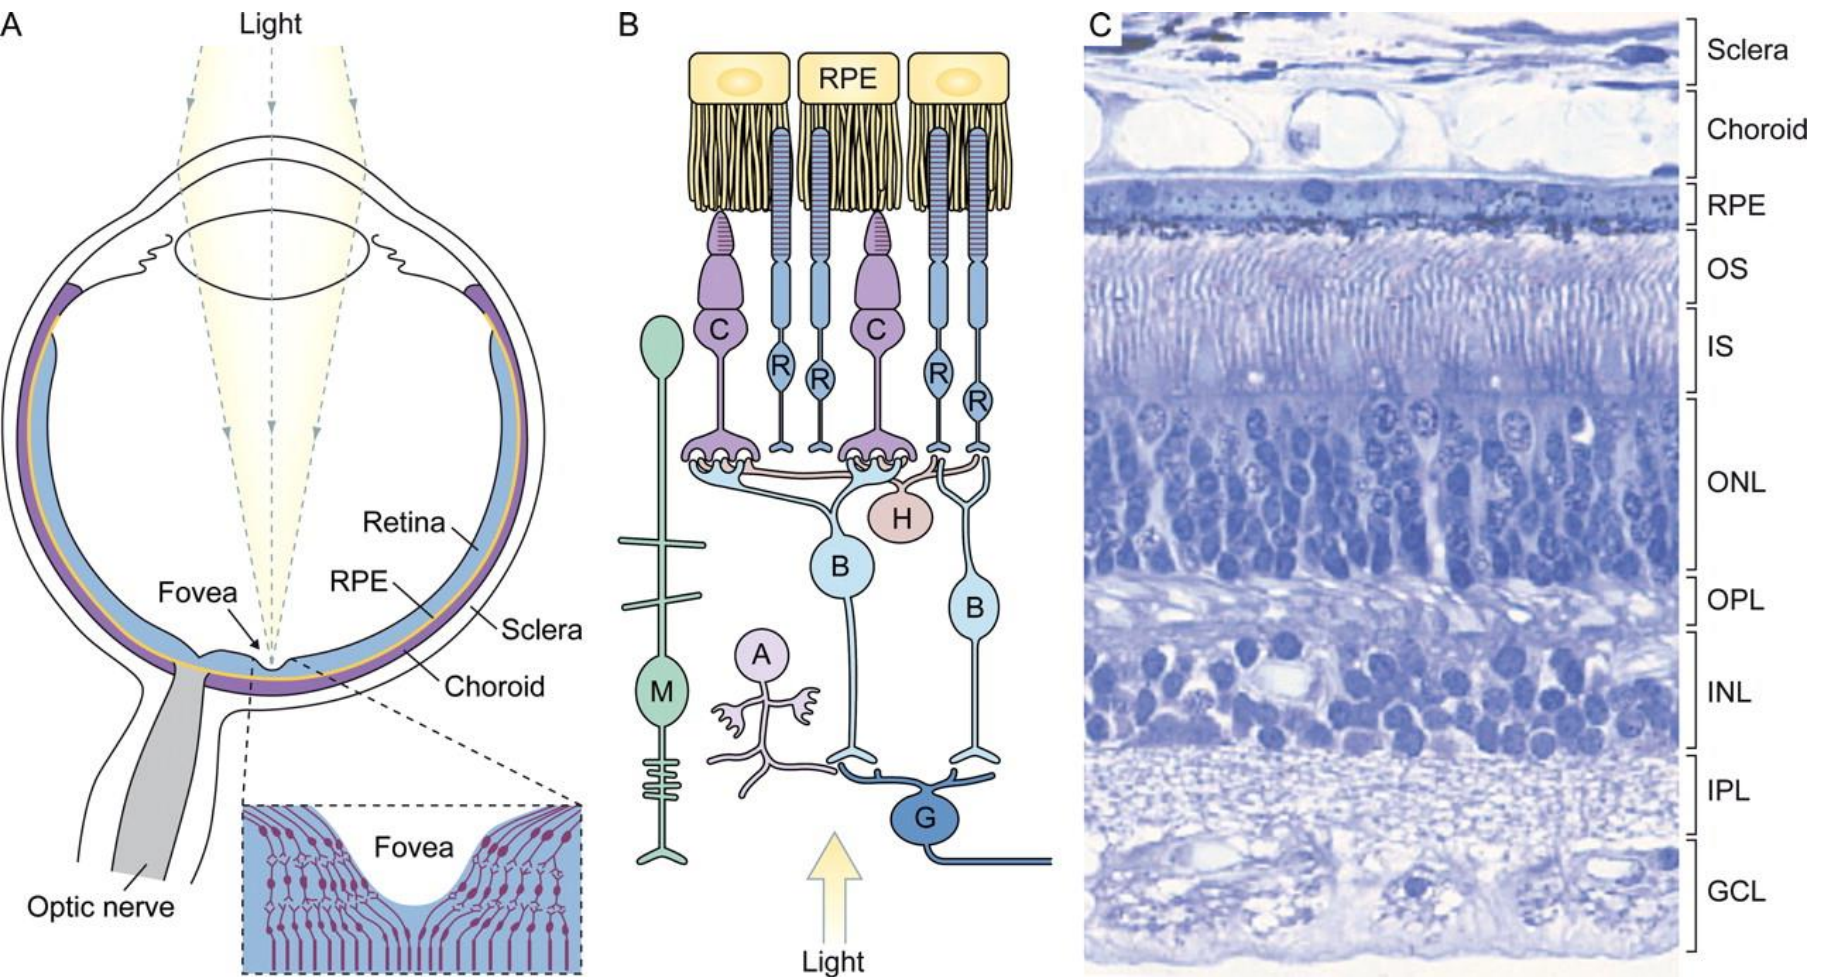 A
Light
Retina
RPE
Fovea
Sclera
Choroid
Optic nerve
Fovea
B
RPE
C
C
R
R
R
R
H
B
B
A
M
G
Light
C
Sclera
Choroid
RPE
OS
IS
ONL
OPL
INL
IPL
GCL